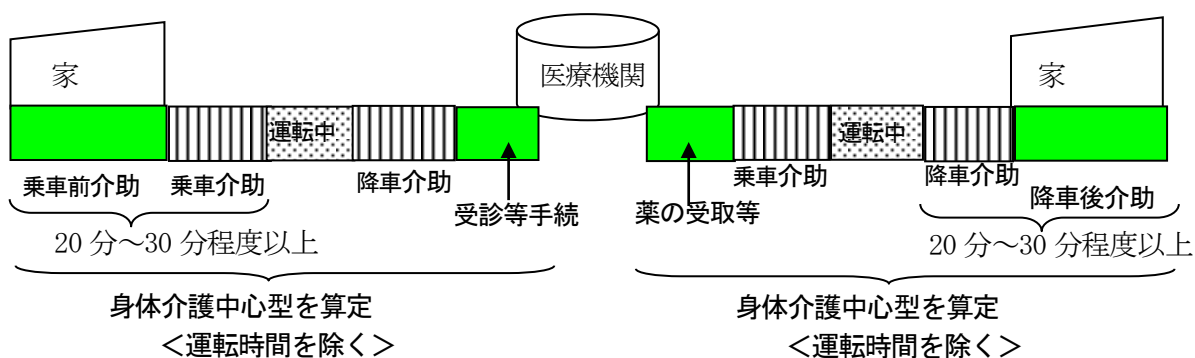 家
医療機関
家
運転中
運転中
乗車前介助
乗車介助
降車介助
受診等手続
薬の受取等
乗車介助
降車介助
降車後介助
20 分～30 分程度以上
20 分～30 分程度以上
身体介護中心型を算定
＜運転時間を除く＞
身体介護中心型を算定
＜運転時間を除く＞